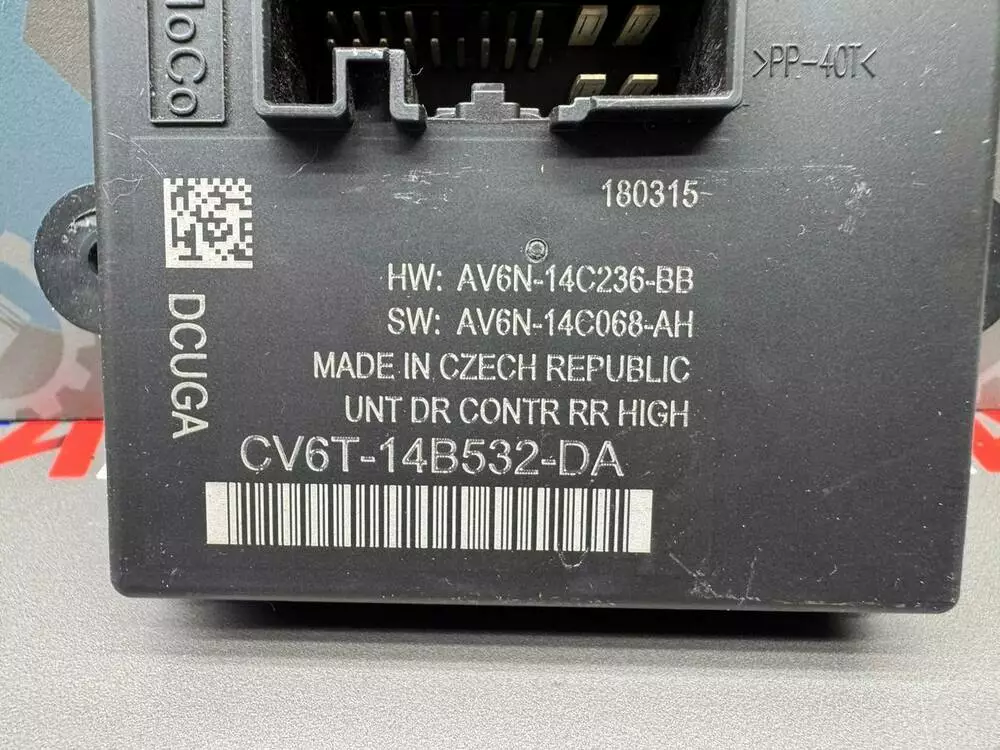 MoCo
>PP-40T<
180315
HW: AV6N-14C236-BB
SW: AV6N-14C068-AH
MADE IN CZECH REPUBLIC
UNT DR CONTR RR HIGH
DCUGA
CV6T-14B532-DA